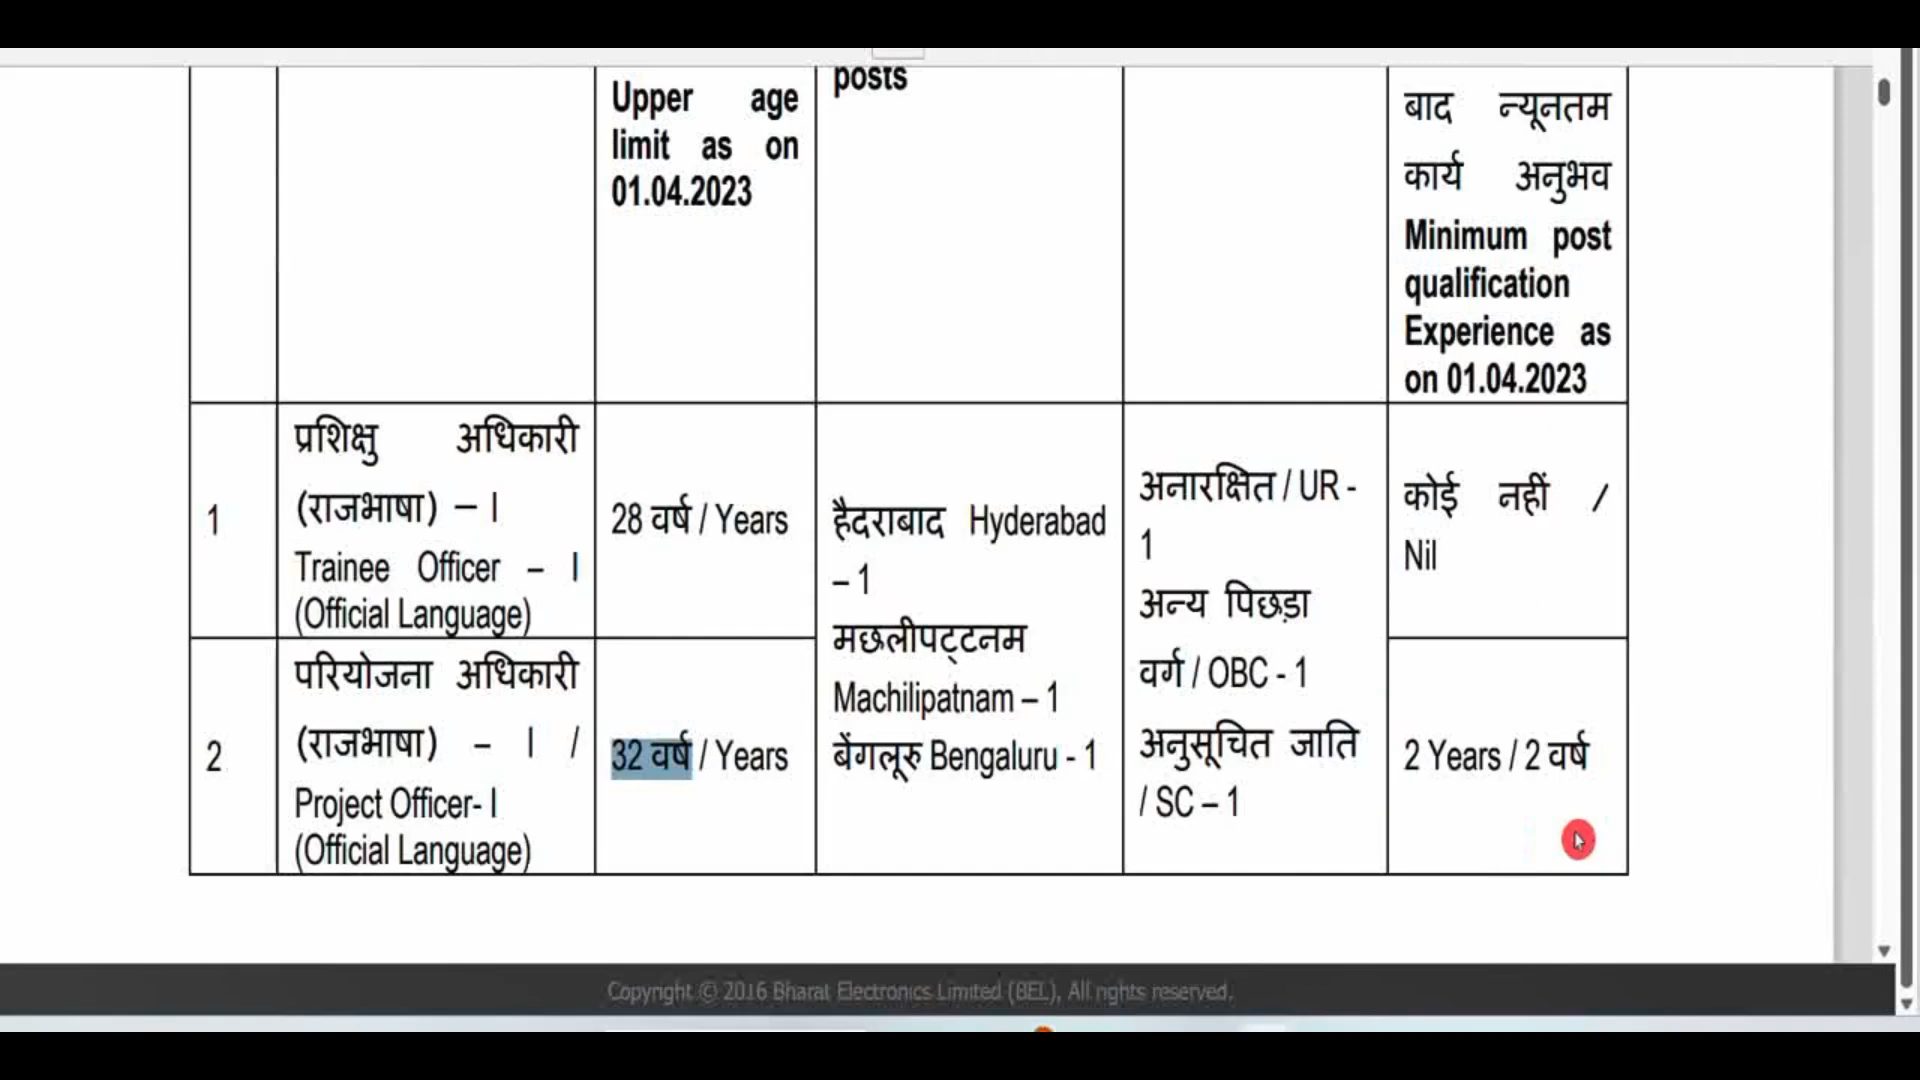 Upper age
limit as on
01.04.2023
posts
बाद न्यूनतम
कार्य अनुभव
Minimum post
qualification
Experience as
on 01.04.2023
1
प्रशिक्षु अधिकारी
(राजभाषा) – I
Trainee Officer – I
(Official Language)
28 वर्ष / Years
हैदराबाद Hyderabad
– 1
मछलीपट्टनम
Machilipatnam – 1
बेंगलूरु Bengaluru - 1
अनारक्षित / UR -
1
अन्य पिछड़ा
वर्ग / OBC - 1
अनुसूचित जाति
/ SC – 1
कोई नहीं /
Nil
2
परियोजना अधिकारी
(राजभाषा) – I /
Project Officer- I
(Official Language)
32 वर्ष / Years
2 Years / 2 वर्ष
Copyright © 2016 Bharat Electronics Limited (BEL), All rights reserved.